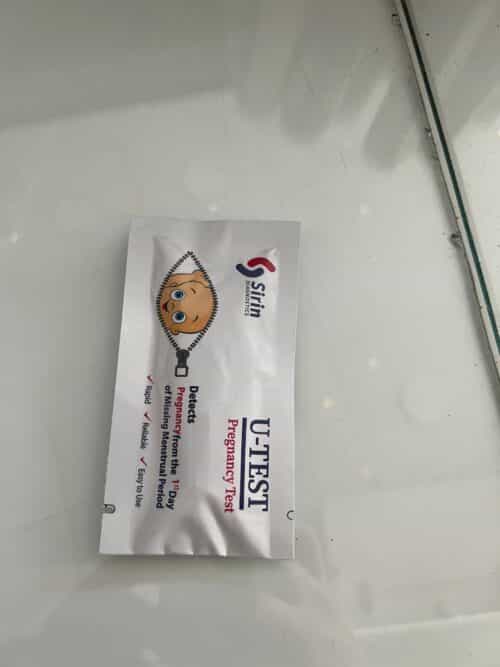 Sirin
DIAGNOSTICS
U-TEST
Pregnancy Test
Detects
Pregnancy from the 1st Day
of Missing Menstrual Period
✓ Rapid ✓ Reliable ✓ Easy to Use